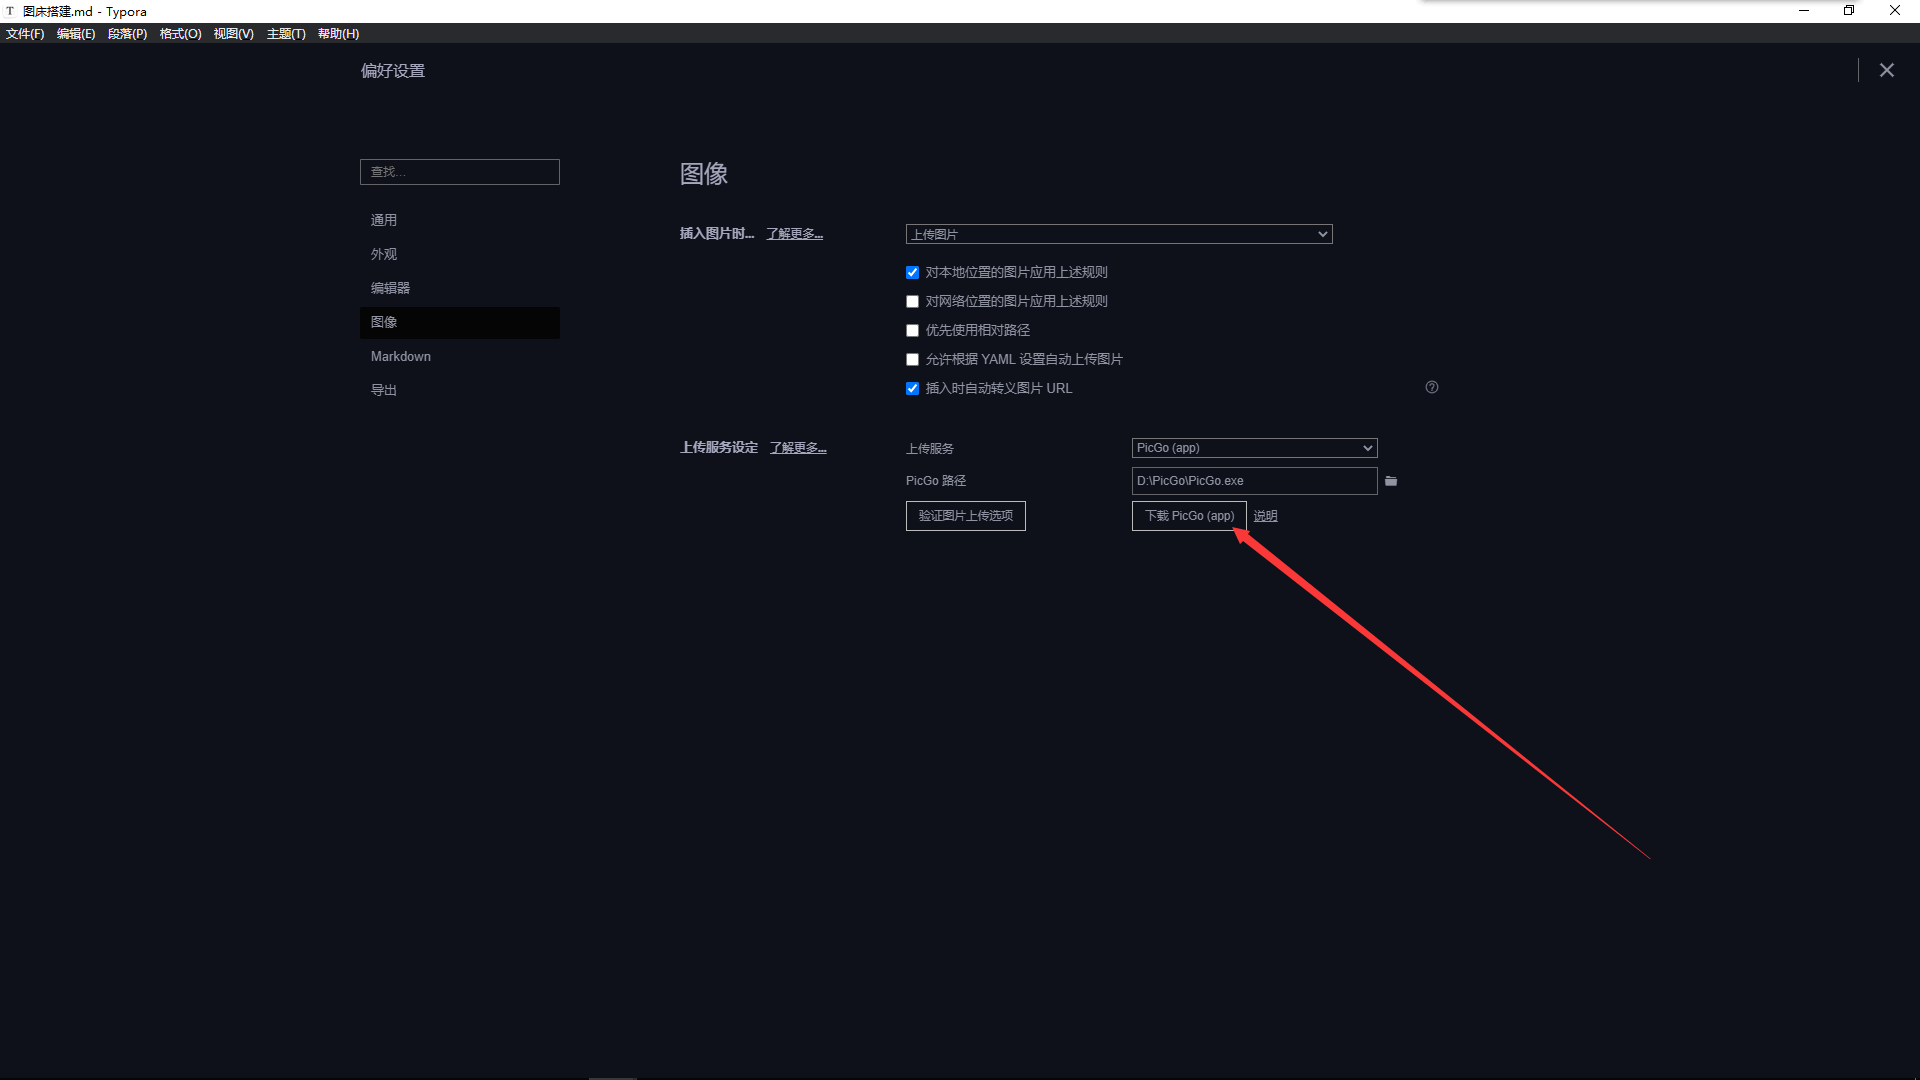 T 图床搭建.md - Typora
文件(F) 编辑(E) 段落(P) 格式(O) 视图(V) 主题(T) 帮助(H)
偏好设置
查找...
通用
外观
编辑器
图像
Markdown
导出
图像
插入图片时... 了解更多... 上传图片
对本地位置的图片应用上述规则
对网络位置的图片应用上述规则
优先使用相对路径
允许根据 YAML 设置自动上传图片
插入时自动转义图片 URL
上传服务设定 了解更多... 上传服务 PicGo (app)
PicGo 路径 D:\PicGo\PicGo.exe
验证图片上传选项 下载 PicGo (app) 说明